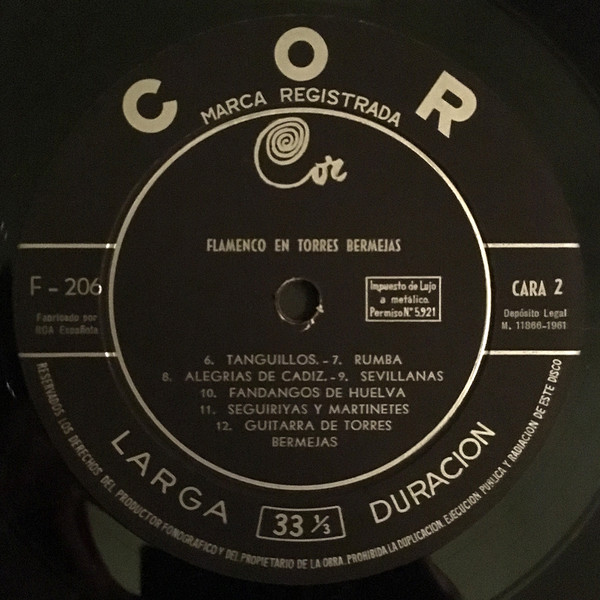 COR
MARCA REGISTRADA
Cor
FLAMENCO EN TORRES BERMEJAS
F - 206
Fabricado por
RCA Española
Impuesto de Lujo
a metálico.
Permiso Nº 5.921
CARA 2
Depósito Legal
M. 11866-1961
6. TANGUILLOS. - 7. RUMBA
8. ALEGRIAS DE CADIZ. - 9. SEVILLANAS
10. FANDANGOS DE HUELVA
11. SEGUIRIYAS Y MARTINETES
12. GUITARRA DE TORRES
BERMEJAS
LARGA DURACION
33 ⅓
RESERVADOS LOS DERECHOS DEL PRODUCTOR FONOGRAFICO Y DEL PROPIETARIO DE LA OBRA. PROHIBIDA LA DUPLICACION, EJECUCION PUBLICA Y RADIACION DE ESTE DISCO